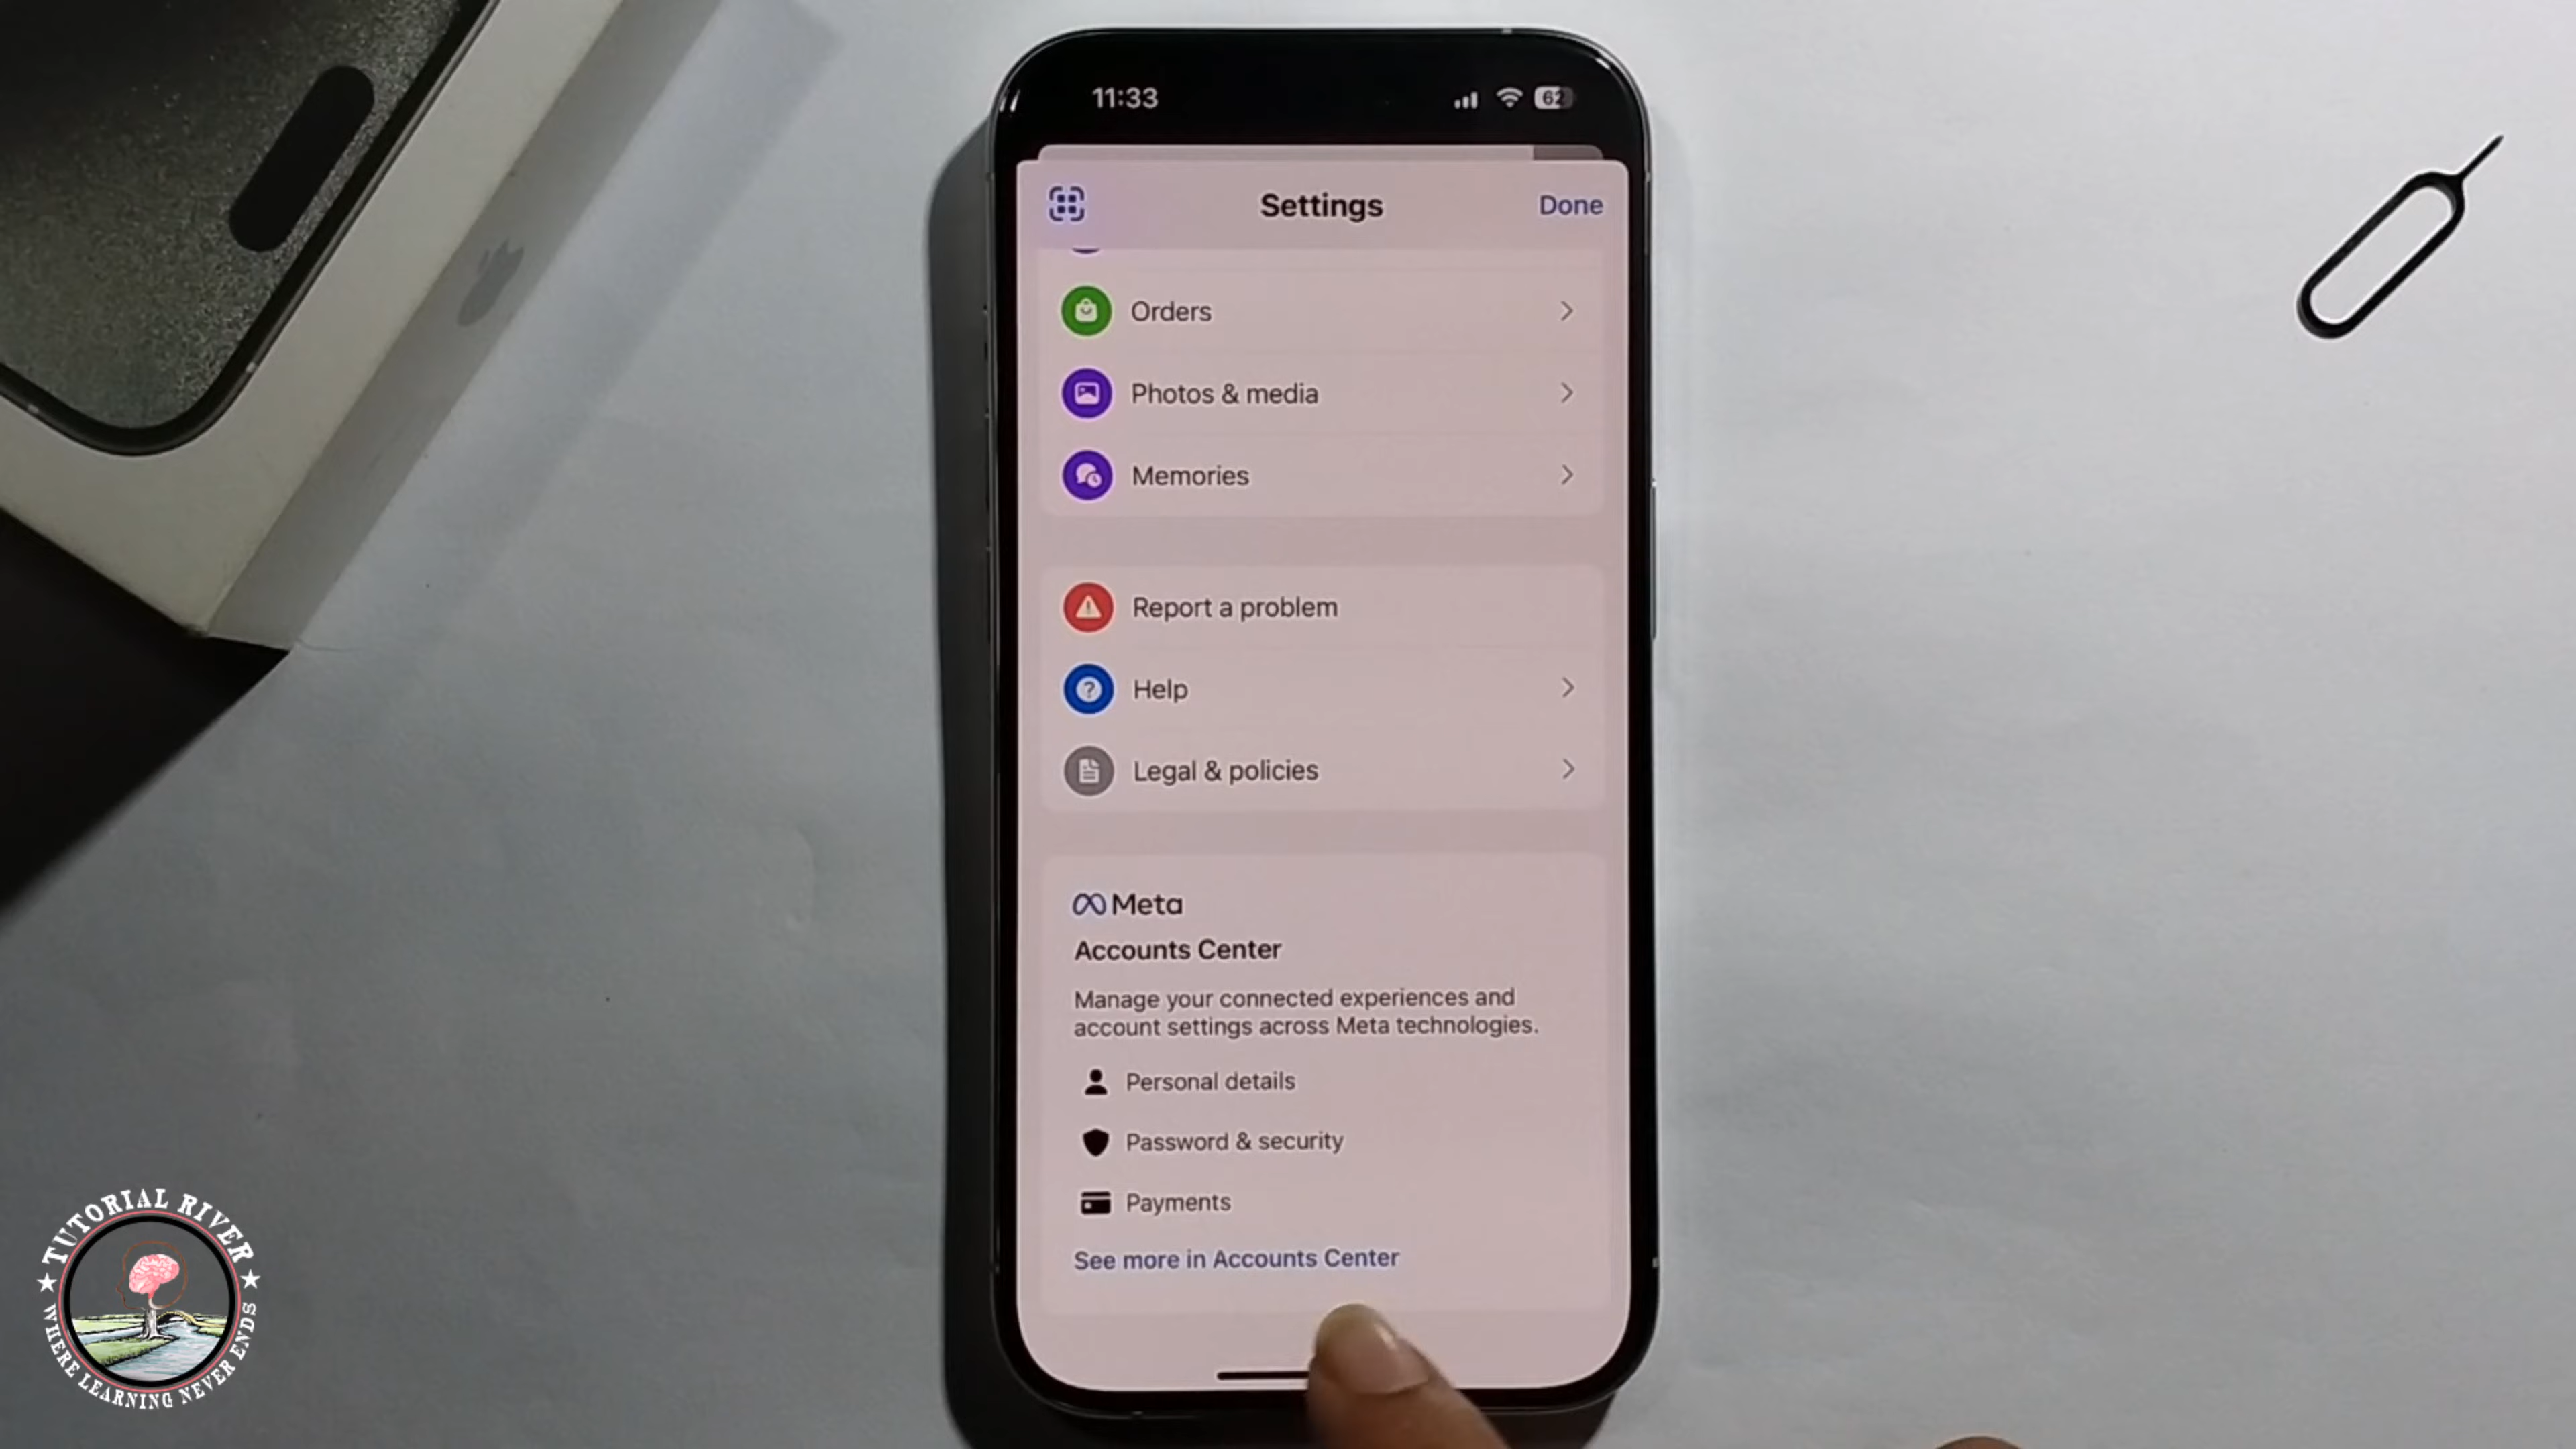 11:33
62
Settings
Done
Orders
Photos & media
Memories
Report a problem
Help
Legal & policies
Meta
Accounts Center
Manage your connected experiences and
account settings across Meta technologies.
Personal details
Password & security
Payments
See more in Accounts Center
TUTORIAL RIVER
WHERE LEARNING NEVER ENDS